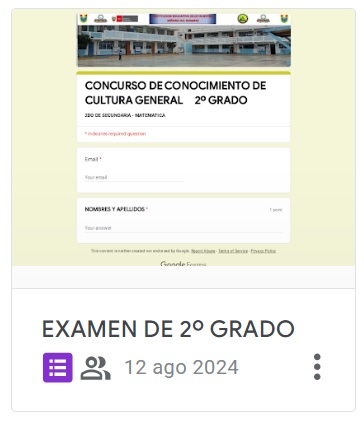 CONCURSO DE CONOCIMIENTO DE
CULTURA GENERAL 2º GRADO
2DO DE SECUNDARIA - MATEMATICA
* Indicates required question
Email *
Your email
NOMBRES Y APELLIDOS *
1 point
Your answer
This content is neither created nor endorsed by Google. Report Abuse - Terms of Service - Privacy Policy
Google Forms
EXAMEN DE 2º GRADO
12 ago 2024